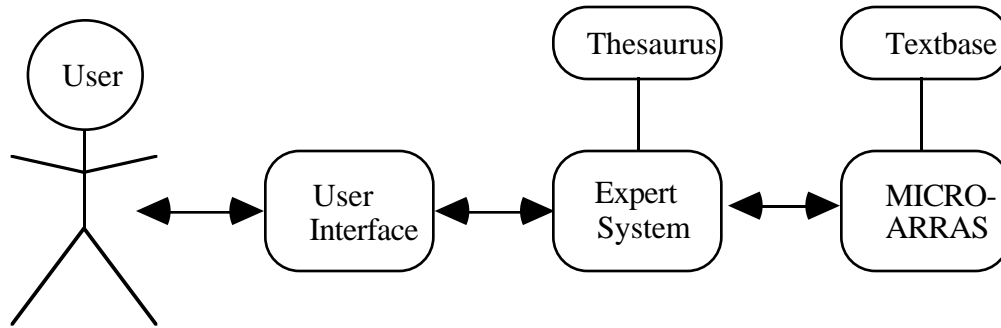 User
Thesaurus
Textbase
User
Interface
Expert
System
MICRO-
ARRAS